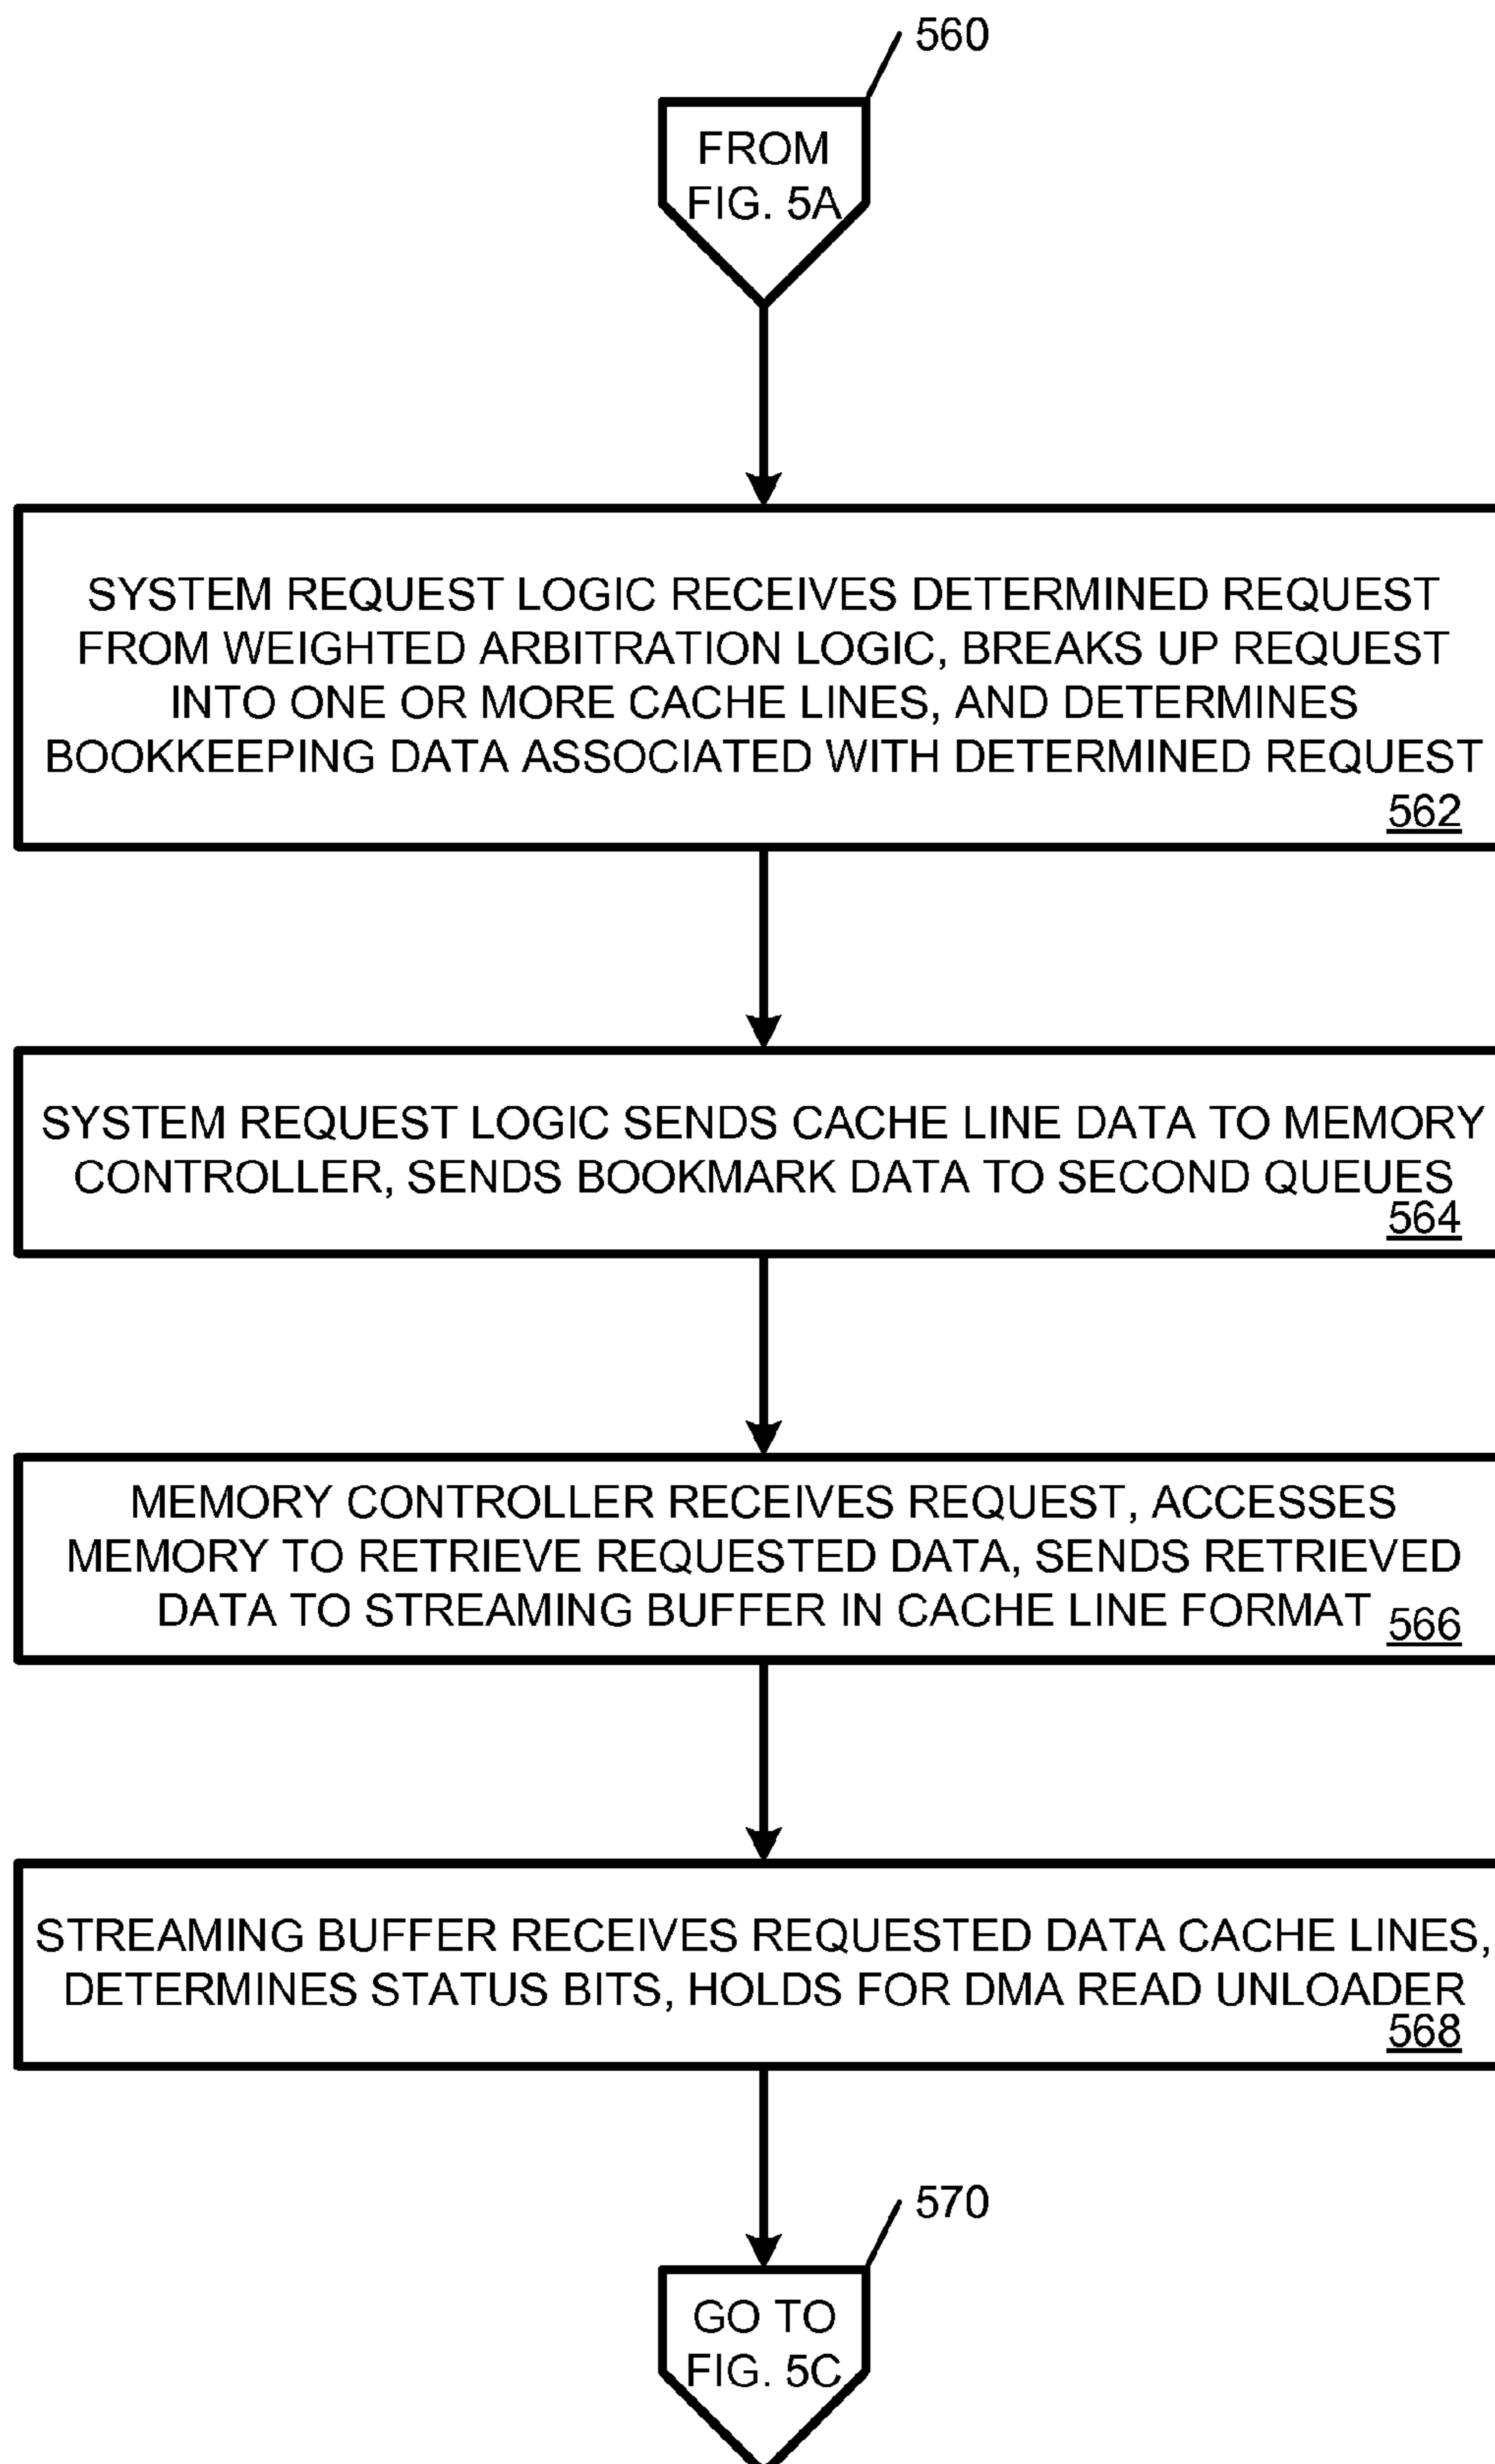 560
FROM
FIG. 5A
SYSTEM REQUEST LOGIC RECEIVES DETERMINED REQUEST
FROM WEIGHTED ARBITRATION LOGIC, BREAKS UP REQUEST
INTO ONE OR MORE CACHE LINES, AND DETERMINES
BOOKKEEPING DATA ASSOCIATED WITH DETERMINED REQUEST
562
SYSTEM REQUEST LOGIC SENDS CACHE LINE DATA TO MEMORY
CONTROLLER, SENDS BOOKMARK DATA TO SECOND QUEUES
564
MEMORY CONTROLLER RECEIVES REQUEST, ACCESSES
MEMORY TO RETRIEVE REQUESTED DATA, SENDS RETRIEVED
DATA TO STREAMING BUFFER IN CACHE LINE FORMAT 566
STREAMING BUFFER RECEIVES REQUESTED DATA CACHE LINES,
DETERMINES STATUS BITS, HOLDS FOR DMA READ UNLOADER
568
570
GO TO
FIG. 5C